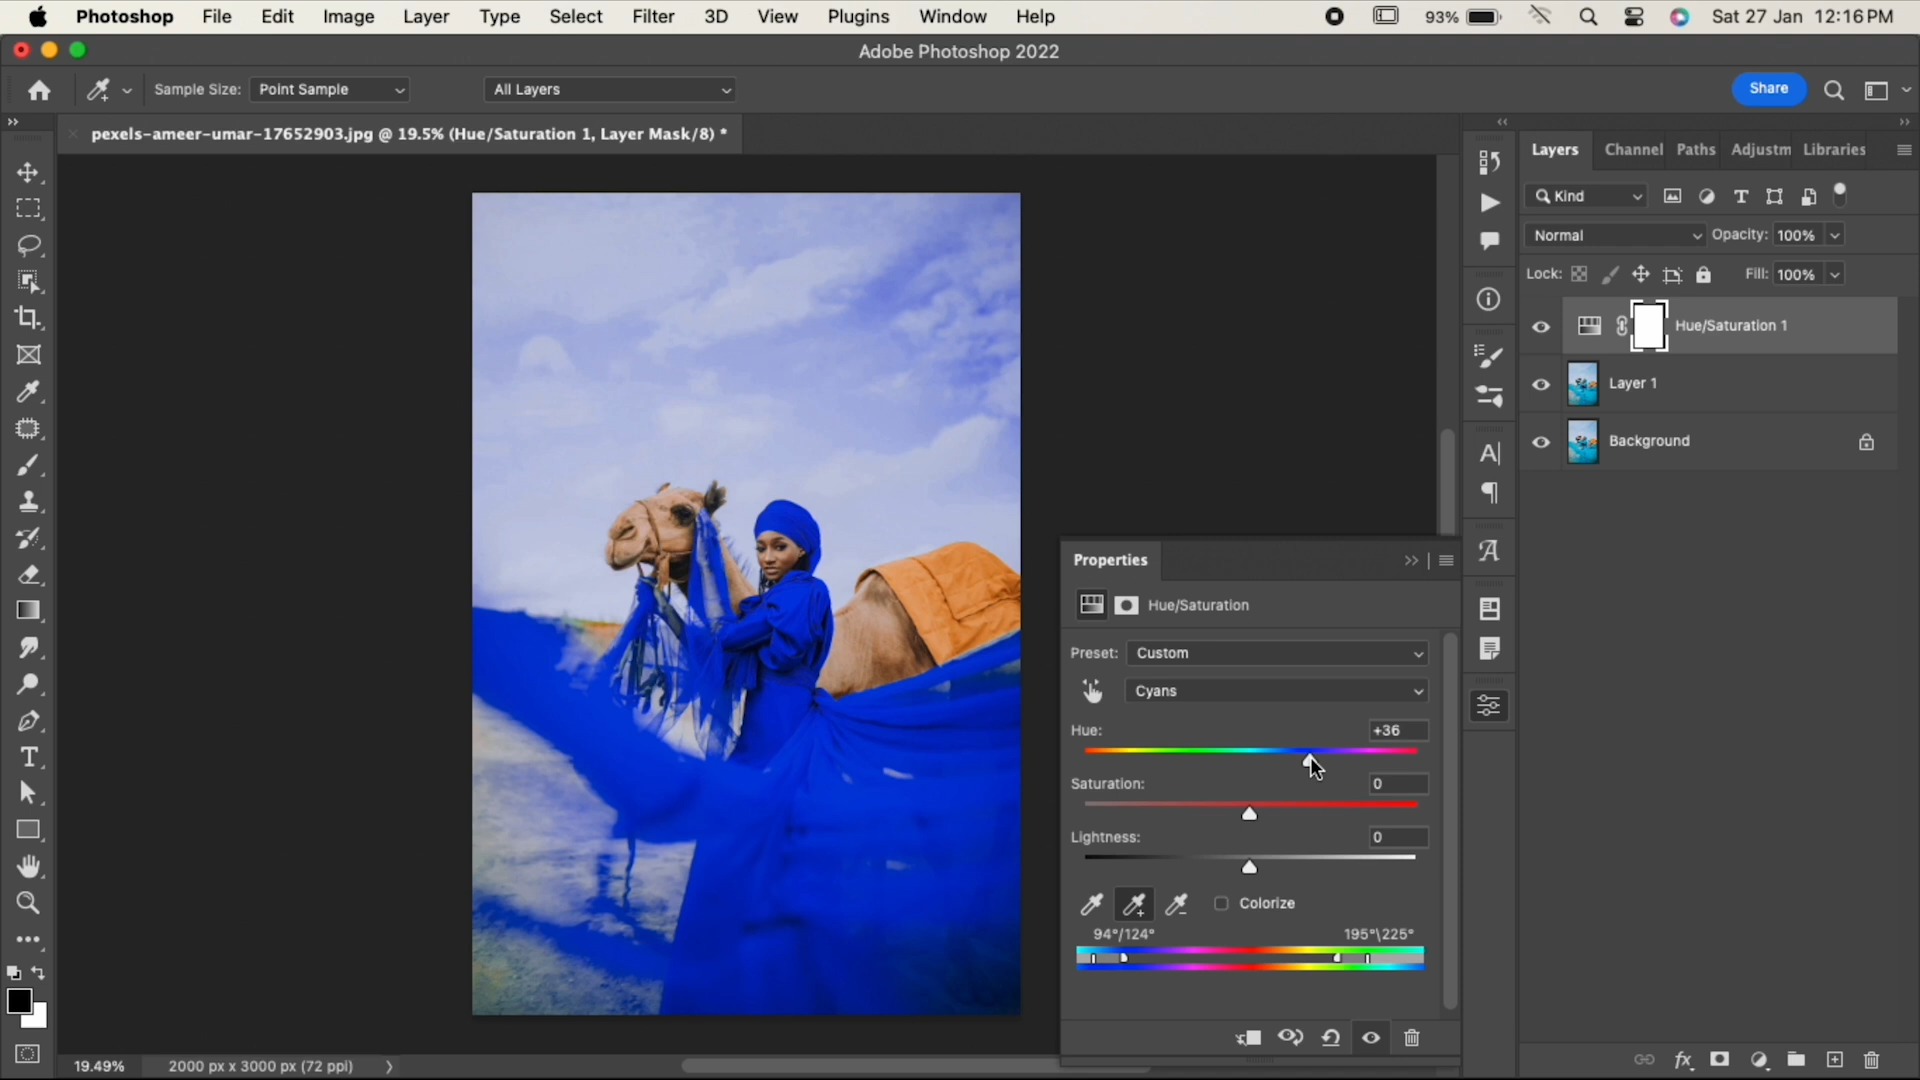 Photoshop File Edit Image Layer Type Select Filter 3D View Plugins Window Help 93% Sat 27 Jan 12:16 PM
Adobe Photoshop 2022
Sample Size: Point Sample All Layers Share
pexels-ameer-umar-17652903.jpg @ 19.5% (Hue/Saturation 1, Layer Mask/8) *
Layers Channel Paths Adjustm Libraries
Kind
Normal Opacity: 100%
Lock: Fill: 100%
Hue/Saturation 1
Layer 1
Background
Properties
Hue/Saturation
Preset: Custom
Cyans
Hue: +36
Saturation: 0
Lightness: 0
Colorize
94°/124° 195°\225°
19.49% 2000 px x 3000 px (72 ppi)